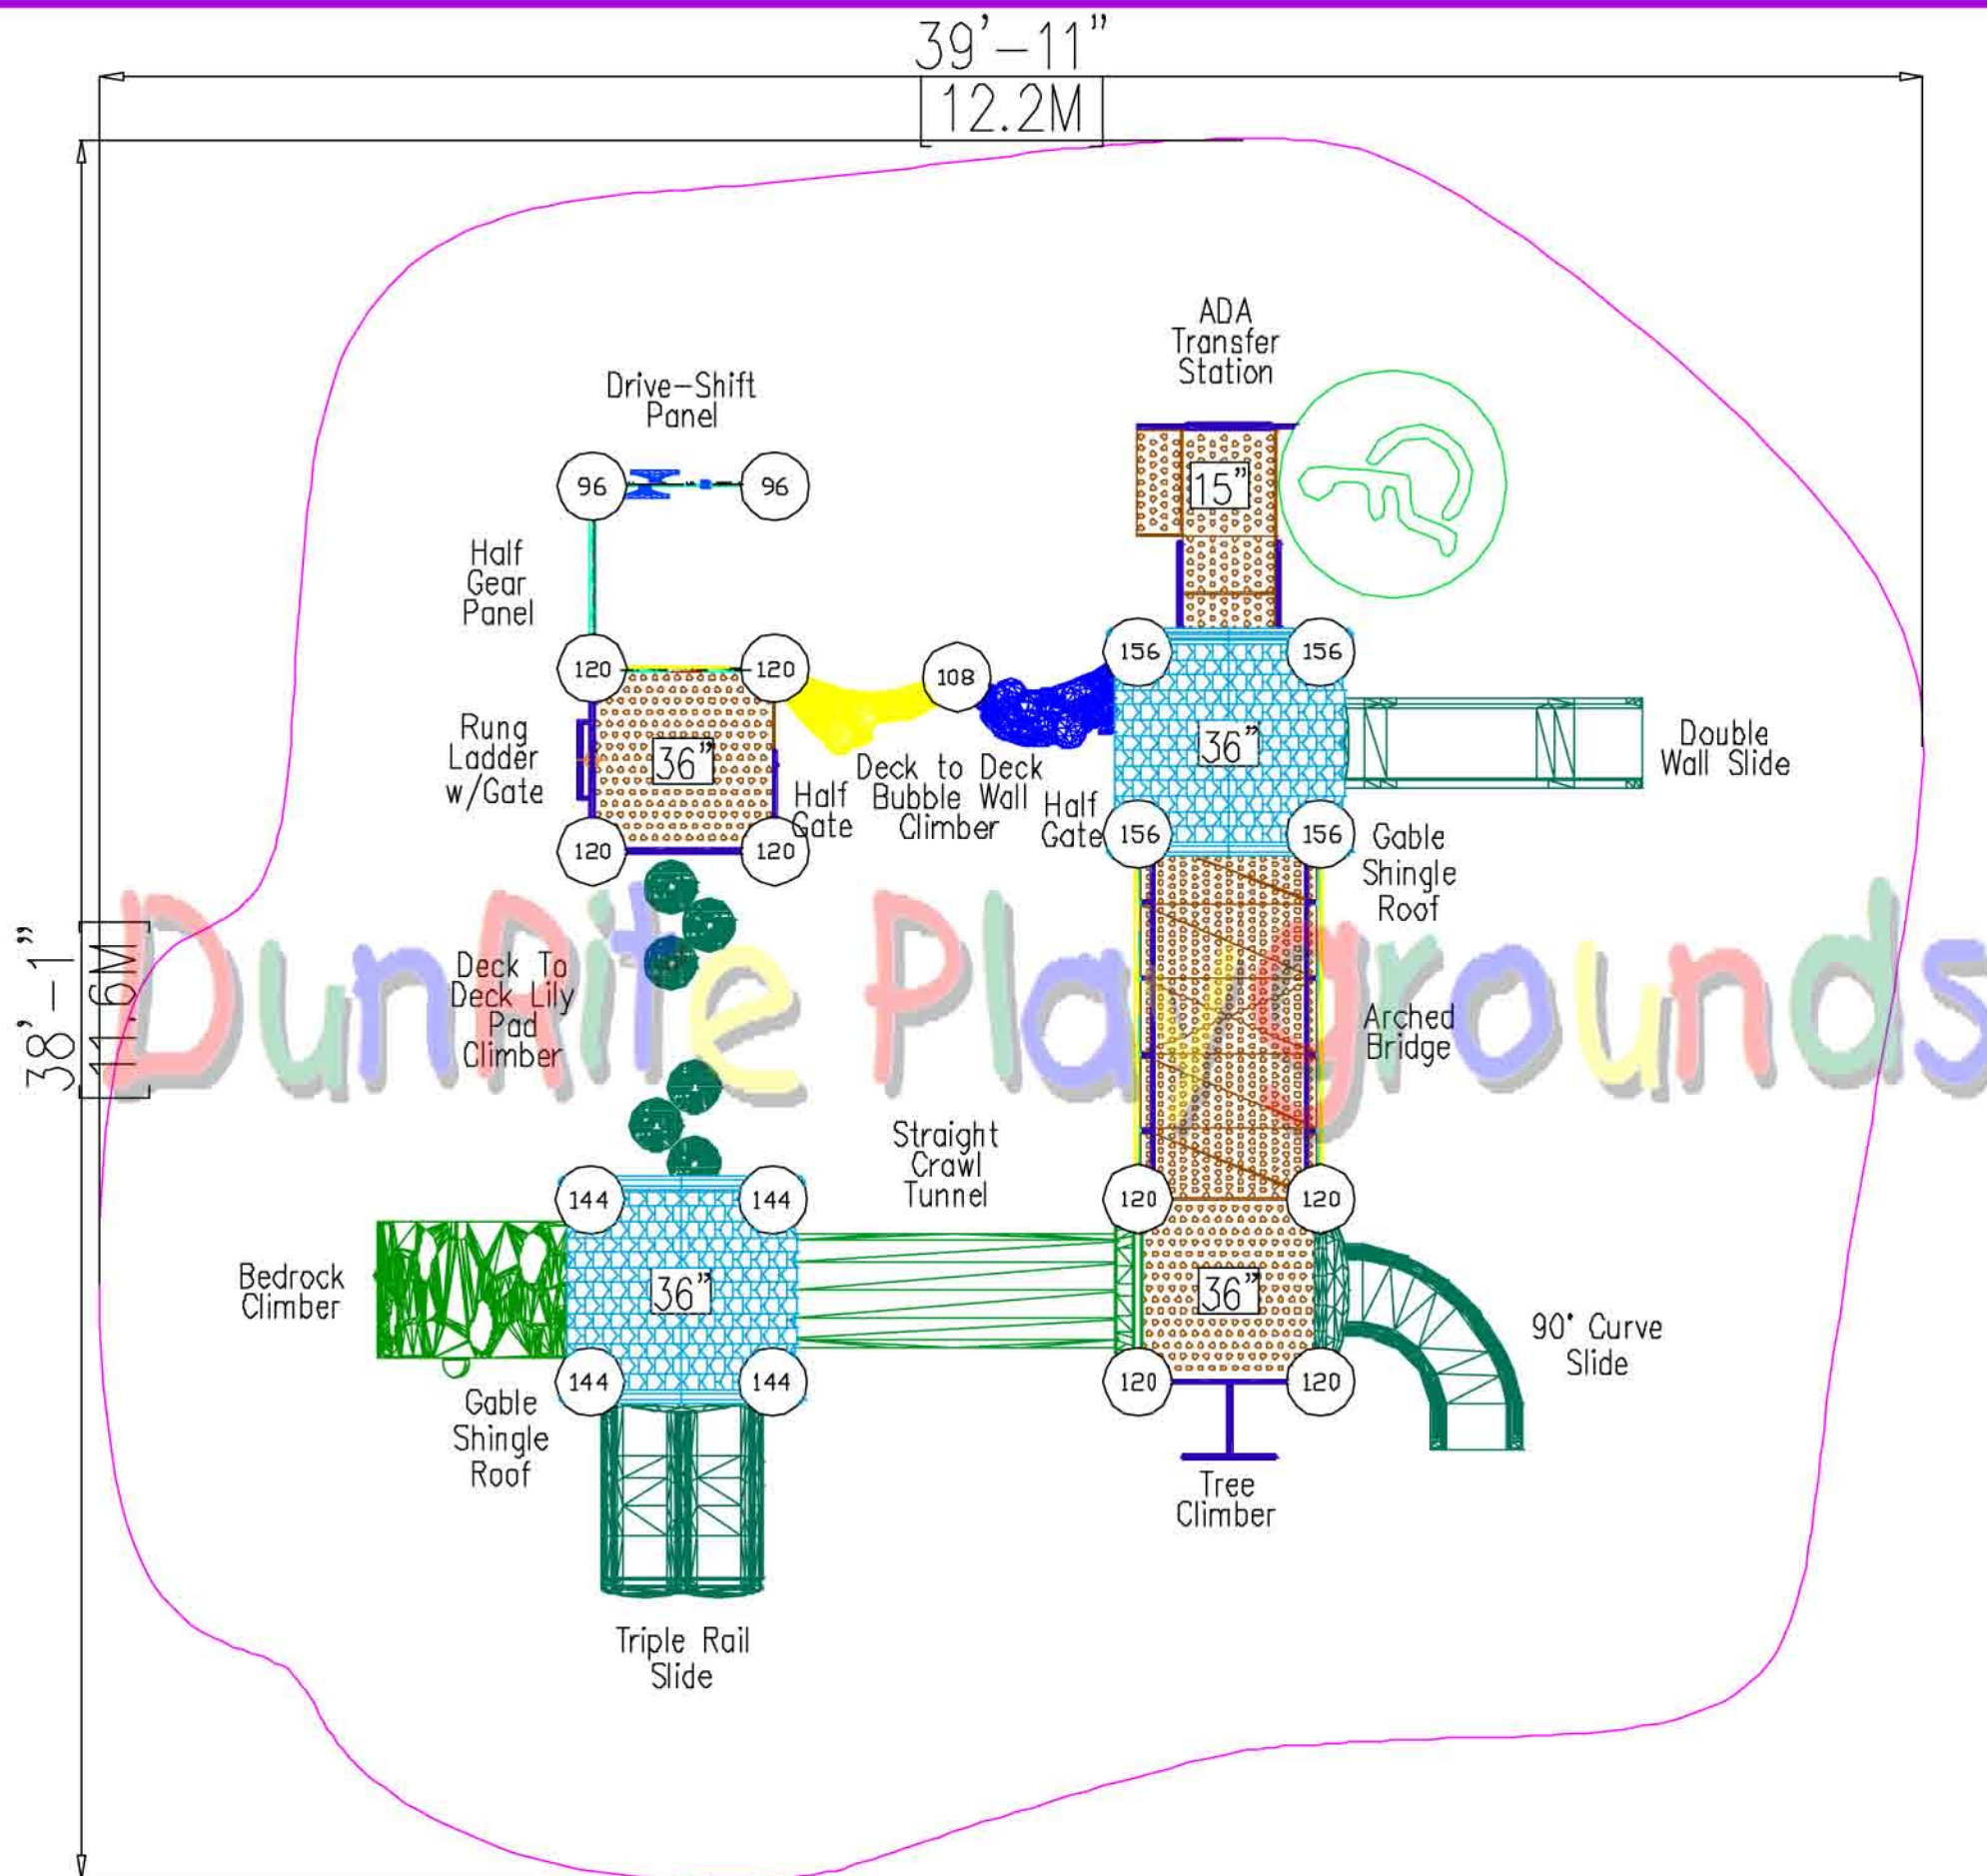 39'-11"
12.2M
ADA
Transfer
Station
Drive-Shift
Panel
96
96
15"
Half
Gear
Panel
120
120
108
156
156
Rung
Ladder
w/Gate
36"
36"
Double
Wall Slide
Half
Gate
Deck to Deck
Bubble Wall
Climber
Half
Gate
120
120
156
156
Gable
Shingle
Roof
38'-1"
11.6M
DunRite Playgrounds
Deck To
Deck Lily
Pad
Climber
Arched
Bridge
Straight
Crawl
Tunnel
144
144
120
120
Bedrock
Climber
36"
36"
90° Curve
Slide
144
144
120
120
Gable
Shingle
Roof
Tree
Climber
Triple Rail
Slide